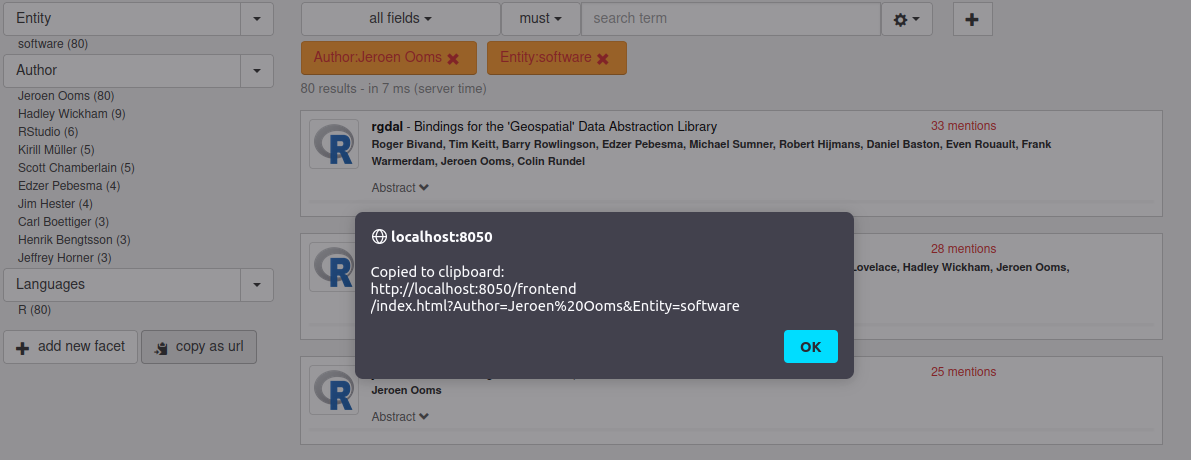 Entity
software (80)
Author
Jeroen Ooms (80)
Hadley Wickham (9)
RStudio (6)
Kirill Müller (5)
Scott Chamberlain (5)
Edzer Pebesma (4)
Jim Hester (4)
Carl Boettiger (3)
Henrik Bengtsson (3)
Jeffrey Horner (3)
Languages
R (80)
add new facet
copy as url
all fields must search term
Author:Jeroen Ooms Entity:software
80 results - in 7 ms (server time)
R
rgdal - Bindings for the 'Geospatial' Data Abstraction Library 33 mentions
Roger Bivand, Tim Keitt, Barry Rowlingson, Edzer Pebesma, Michael Sumner, Robert Hijmans, Daniel Baston, Even Rouault, Frank
Warmerdam, Jeroen Ooms, Colin Rundel
Abstract
R
28 mentions
Lovelace, Hadley Wickham, Jeroen Ooms,
localhost:8050
Copied to clipboard:
http://localhost:8050/frontend
/index.html?Author=Jeroen%20Ooms&Entity=software
OK
R
25 mentions
Jeroen Ooms
Abstract